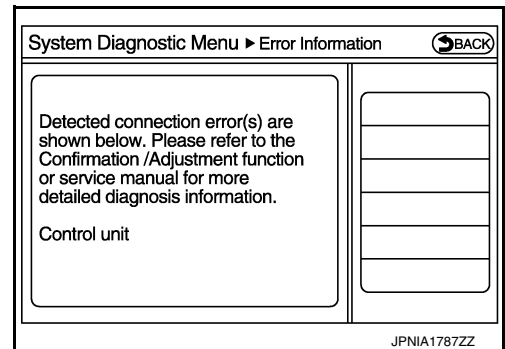 System Diagnostic Menu ▶ Error Information
BACK
Detected connection error(s) are
shown below. Please refer to the
Confirmation /Adjustment function
or service manual for more
detailed diagnosis information.
Control unit
JPNIA1787ZZ